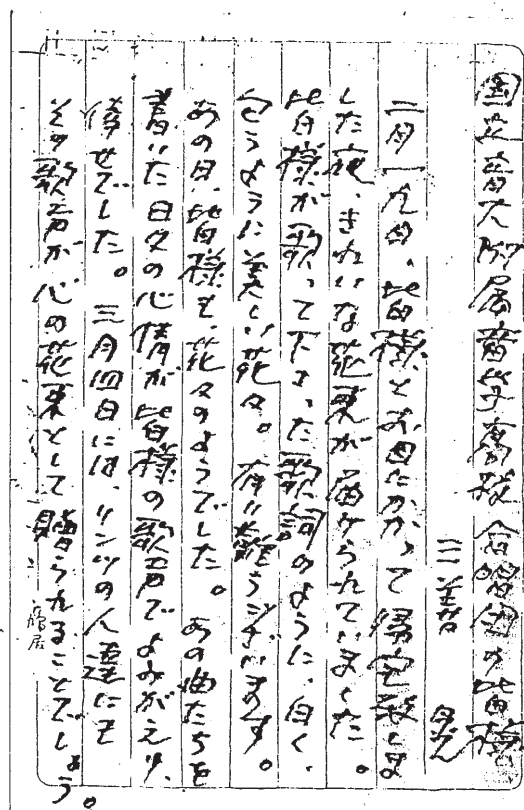 国立音大附属音学高校合唱団の皆様
三善 晃
二月一九日、皆様とお目にかかって帰宅致しま
した夜、きれいな花束が届けられていました。
皆様が歌って下さった歌詞のように、白く、
匂うように美しい花々。有り難うございます。
あの日、皆様も、花々のようでした。あの曲たちを
書いた日々の心情が皆様の歌声でよみがえり、
倖せでした。三月四日には、リンツの人達にも
その歌声が心の花束として贈られることでしょう。